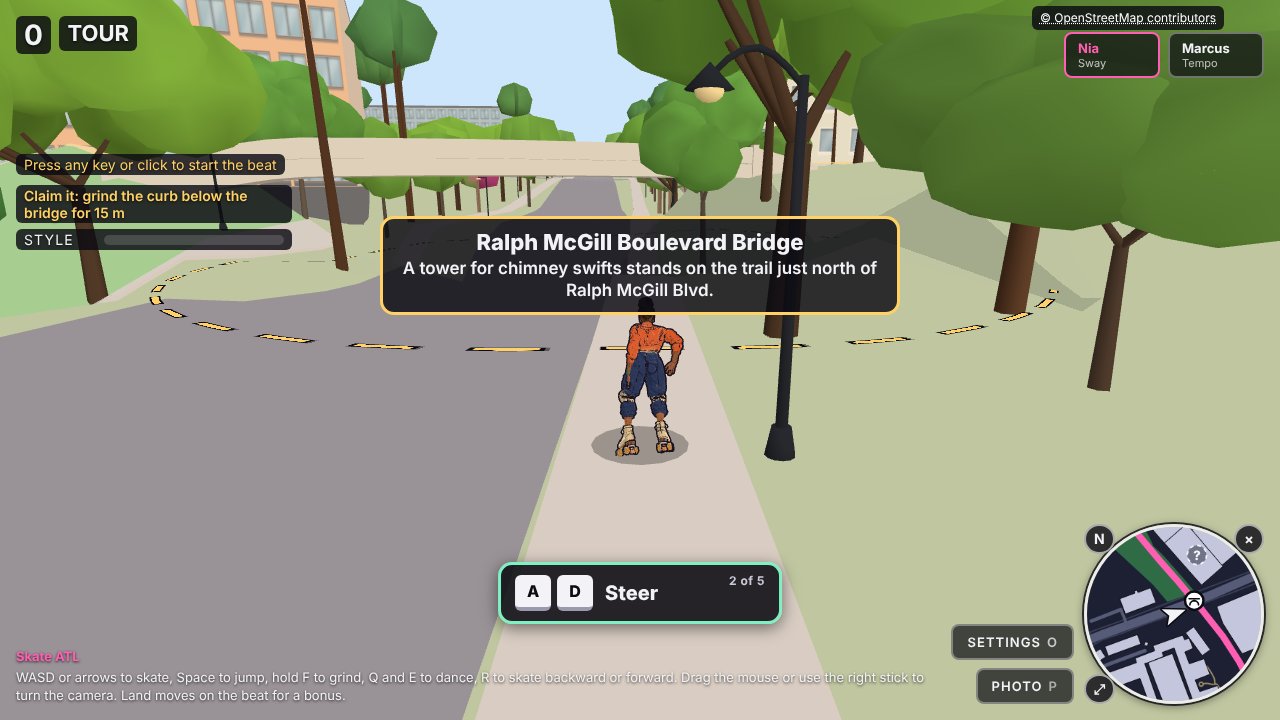 0 TOUR
© OpenStreetMap contributors
Nia
Sway
Marcus
Tempo
Press any key or click to start the beat
Claim it: grind the curb below the
bridge for 15 m
STYLE
Ralph McGill Boulevard Bridge
A tower for chimney swifts stands on the trail just north of
Ralph McGill Blvd.
A D Steer 2 of 5
N ×
?
SETTINGS O
PHOTO P
Skate ATL
WASD or arrows to skate, Space to jump, hold F to grind, Q and E to dance, R to skate backward or forward. Drag the mouse or use the right stick to
turn the camera. Land moves on the beat for a bonus.